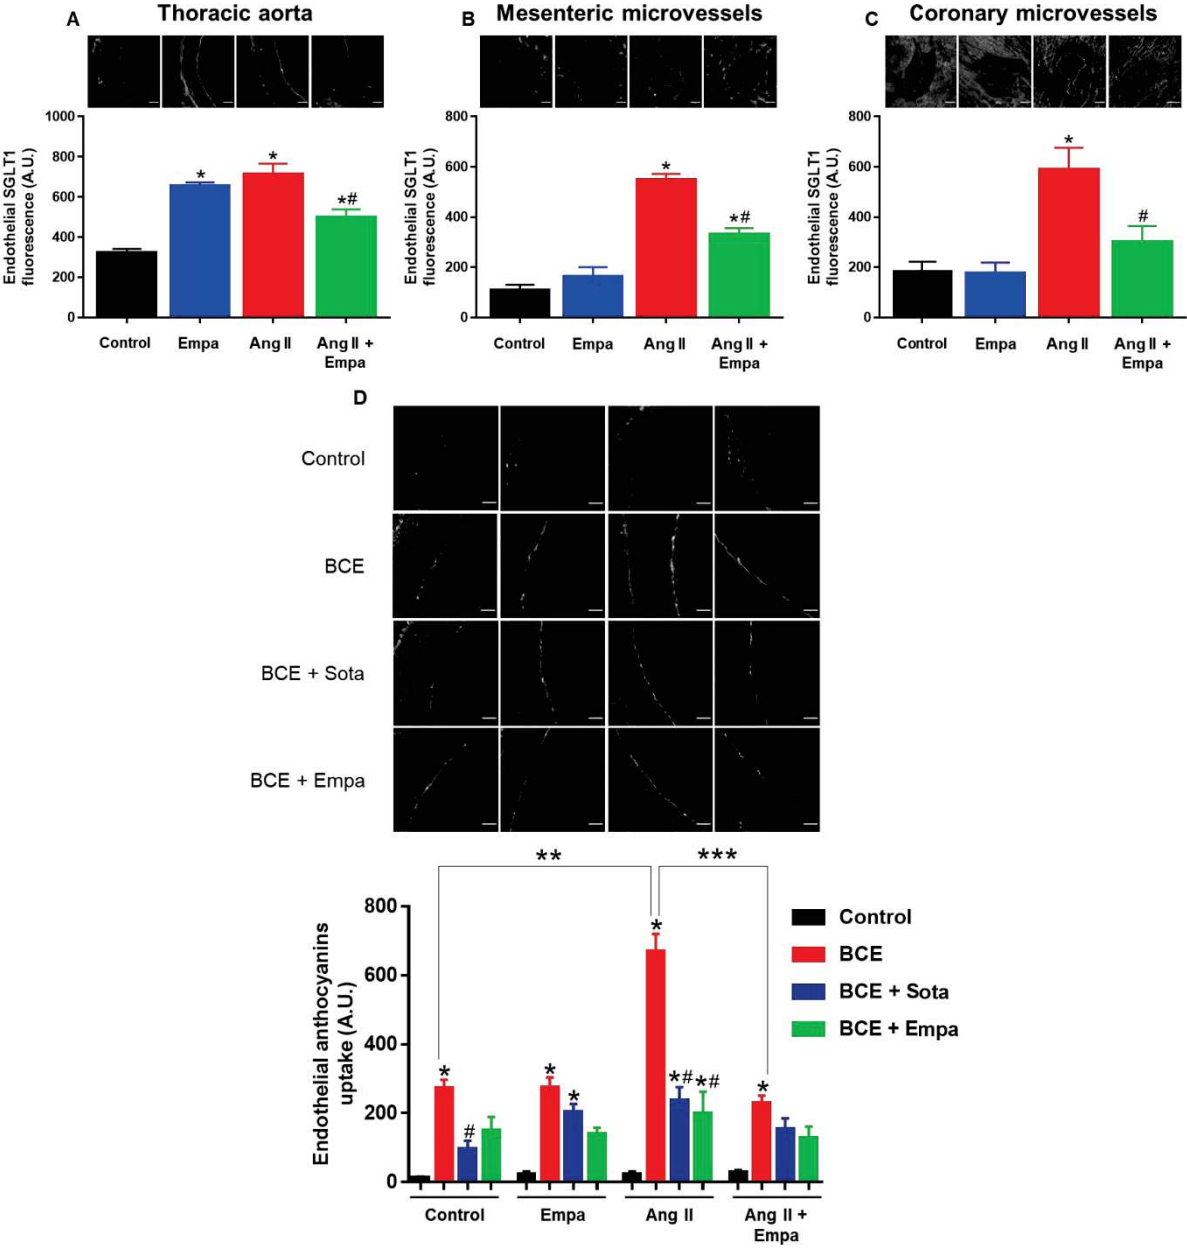 A Thoracic aorta
B Mesenteric microvessels
C Coronary microvessels
Endothelial SGLT1
fluorescence (A.U.)
1000
800
600
400
200
0
*
*
*#
Control Empa Ang II Ang II +
Empa
Endothelial SGLT1
fluorescence (A.U.)
800
600
400
200
0
*
*#
Control Empa Ang II Ang II +
Empa
Endothelial SGLT1
fluorescence (A.U.)
800
600
400
200
0
*
#
Control Empa Ang II Ang II +
Empa
D
Control
BCE
BCE + Sota
BCE + Empa
Endothelial anthocyanins
uptake (A.U.)
** ***
800
600
400
200
0
*
#
*
*
*
*#
*#
*
Control Empa Ang II Ang II +
Empa
Control
BCE
BCE + Sota
BCE + Empa